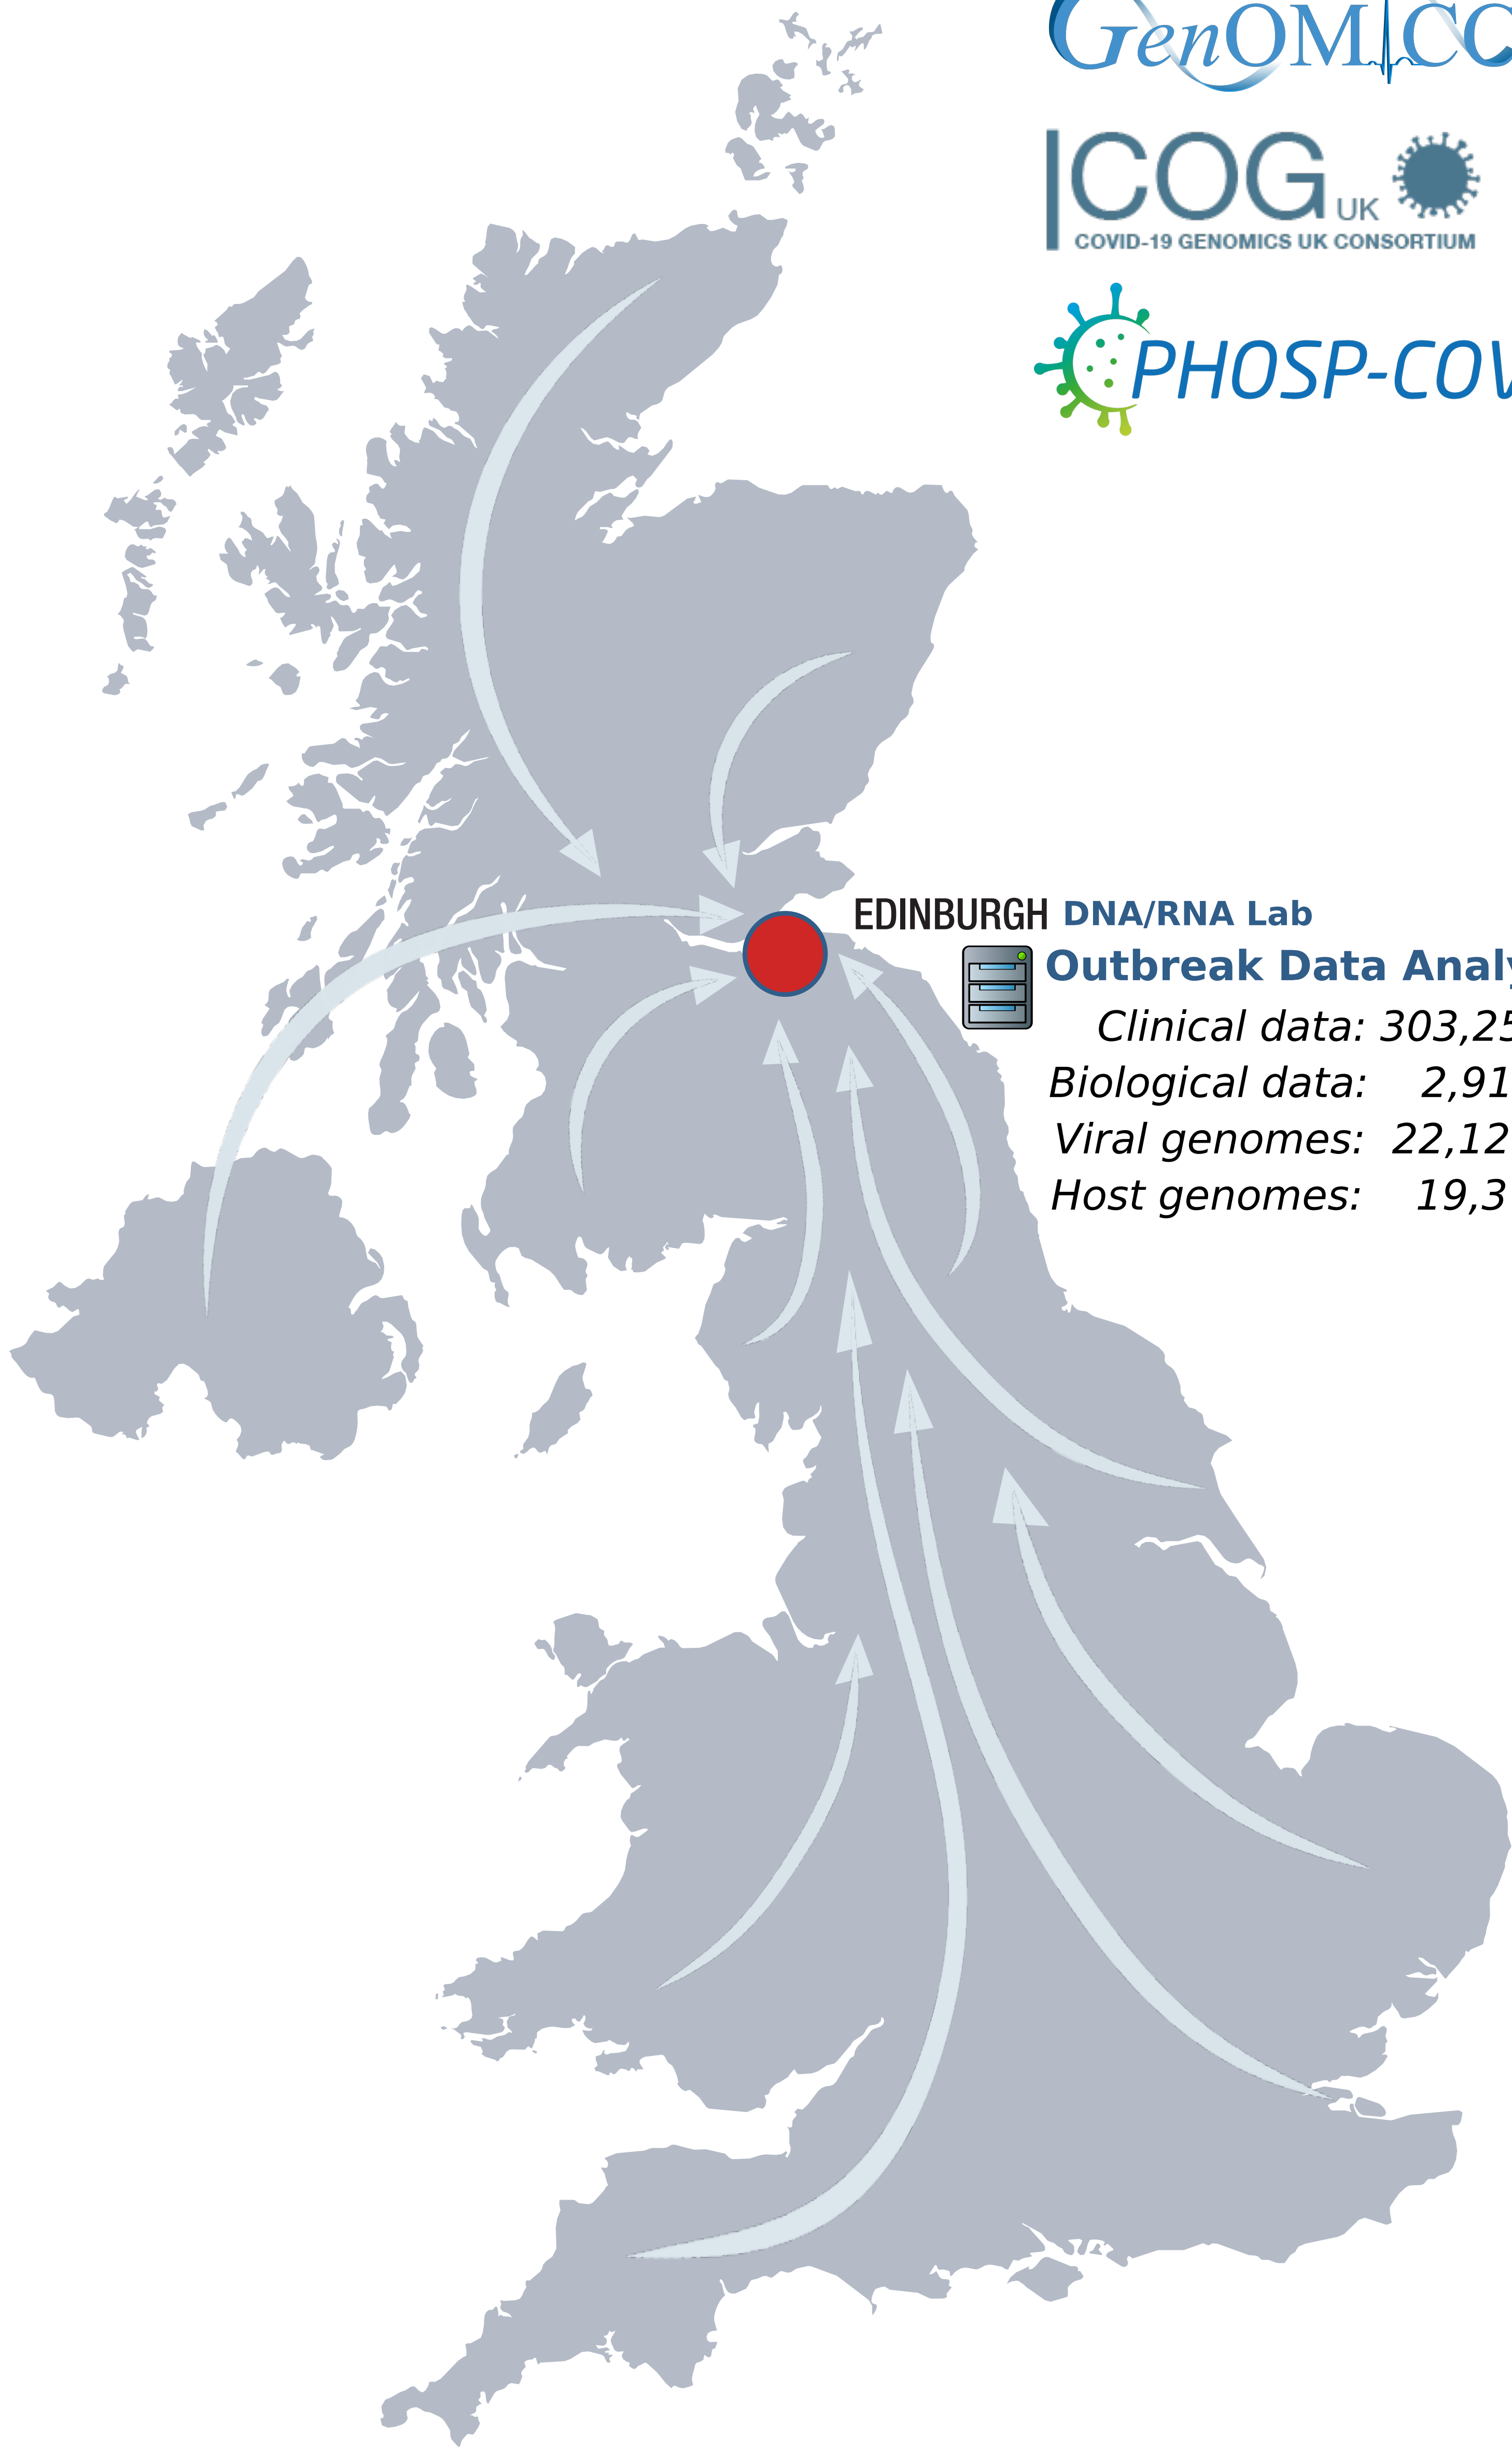 GenOMICC
COG UK
COVID-19 GENOMICS UK CONSORTIUM
PHOSP-COV
EDINBURGH DNA/RNA Lab
Outbreak Data Analy
Clinical data: 303,25
Biological data: 2,91
Viral genomes: 22,12
Host genomes: 19,3